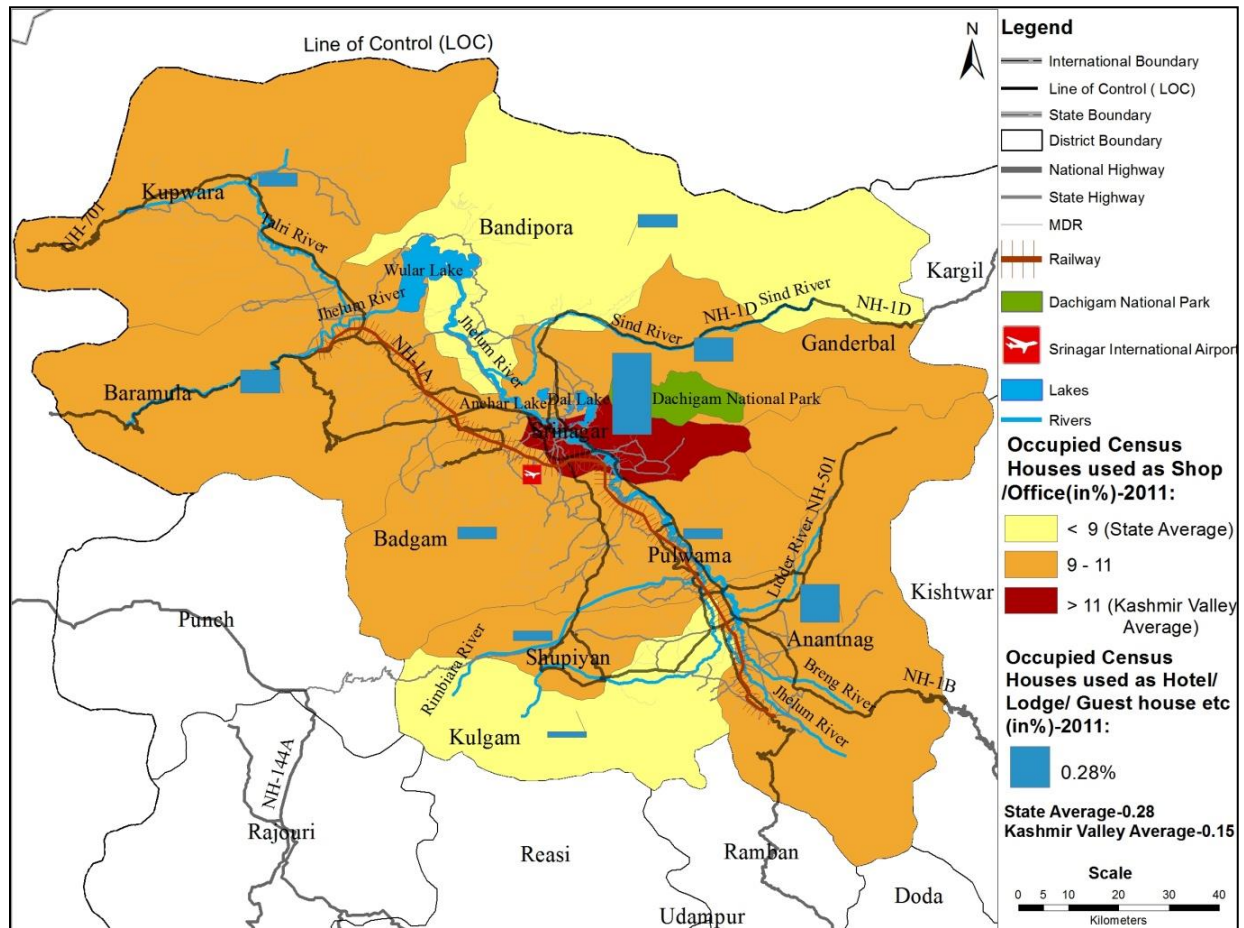 Line of Control (LOC)
N
Kupwara
NH-701
Talri River
Bandipora
Wular Lake
Kargil
Jhelum River
Sind River
NH-1D
NH-1D
Sind River
Jhelum River
NH-1A
Ganderbal
Baramula
Anchar Lake
Dal Lake
Dachigam National Park
Srinagar
NH-501
Badgam
Pulwama
Lidder River
Kishtwar
Punch
Anantnag
Rimbiara River
Shupiyan
Breng River
NH-1B
Jhelum River
Kulgam
NH-144A
Rajouri
Reasi
Ramban
Doda
Udampur
Legend
International Boundary
Line of Control ( LOC)
State Boundary
District Boundary
National Highway
State Highway
MDR
Railway
Dachigam National Park
Srinagar International Airport
Lakes
Rivers
Occupied Census
Houses used as Shop
/Office(in%)-2011:
< 9 (State Average)
9 - 11
> 11 (Kashmir Valley
Average)
Occupied Census
Houses used as Hotel/
Lodge/ Guest house etc
(in%)-2011:
0.28%
State Average-0.28
Kashmir Valley Average-0.15
Scale
0 5 10 20 30 40
Kilometers